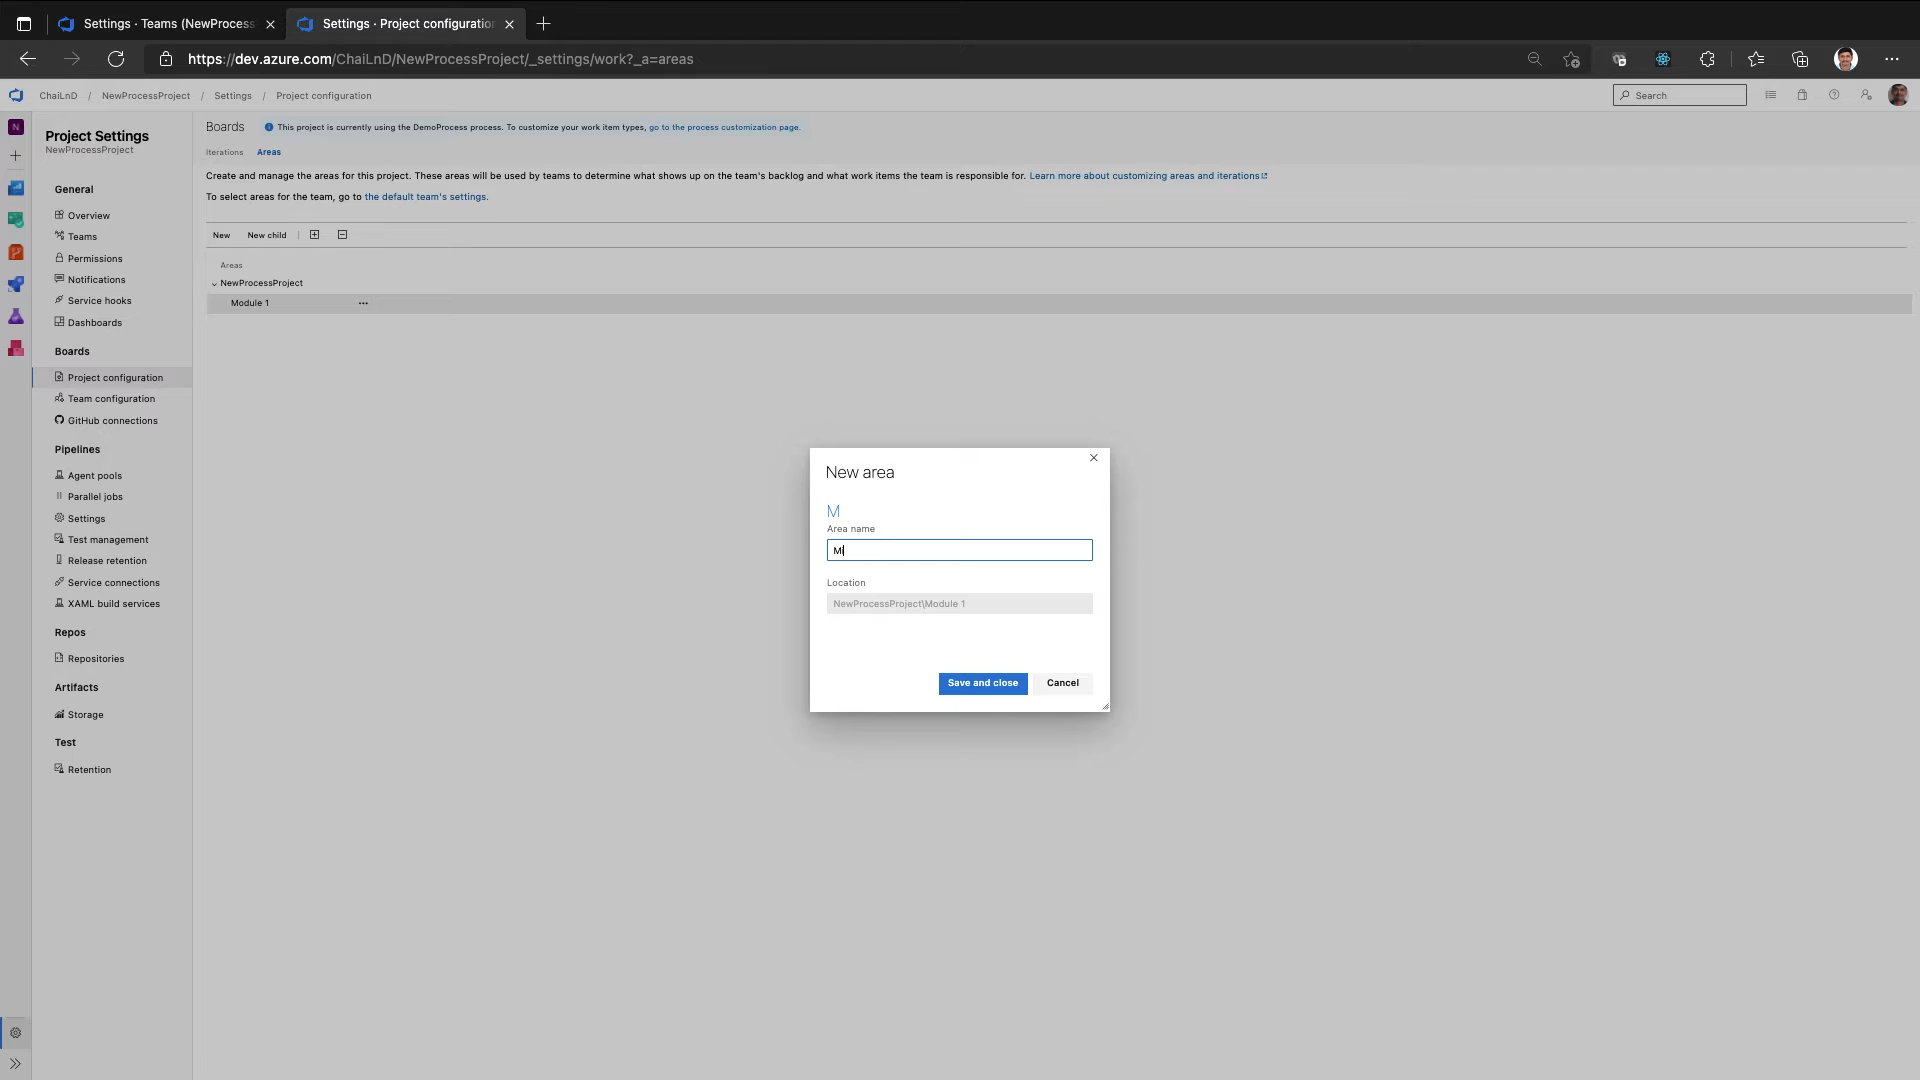 Settings · Teams (NewProcess
Settings · Project configuration
https://dev.azure.com/ChaiLnD/NewProcessProject/_settings/work?_a=areas
ChaiLnD / NewProcessProject / Settings / Project configuration
Search
N
Project Settings
NewProcessProject
General
Overview
Teams
Permissions
Notifications
Service hooks
Dashboards
Boards
Project configuration
Team configuration
GitHub connections
Pipelines
Agent pools
Parallel jobs
Settings
Test management
Release retention
Service connections
XAML build services
Repos
Repositories
Artifacts
Storage
Test
Retention
Boards
This project is currently using the DemoProcess process. To customize your work item types, go to the process customization page.
Iterations Areas
Create and manage the areas for this project. These areas will be used by teams to determine what shows up on the team's backlog and what work items the team is responsible for. Learn more about customizing areas and iterations
To select areas for the team, go to the default team's settings.
New New child
Areas
NewProcessProject
Module 1
New area
M
Area name
M
Location
NewProcessProject\Module 1
Save and close Cancel